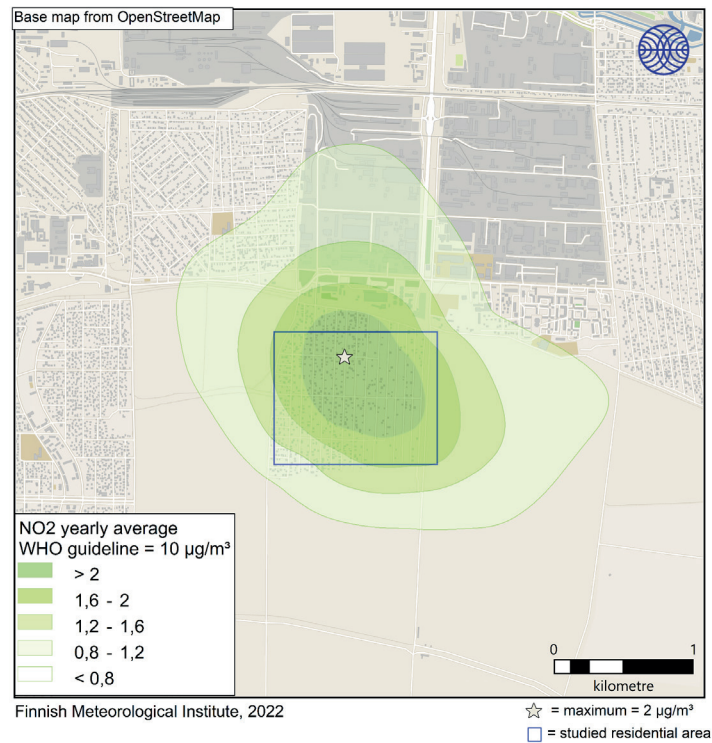 Base map from OpenStreetMap
NO2 yearly average
WHO guideline = 10 µg/m³
> 2
1,6 - 2
1,2 - 1,6
0,8 - 1,2
< 0,8
0 1
kilometre
Finnish Meteorological Institute, 2022
= maximum = 2 µg/m³
= studied residential area